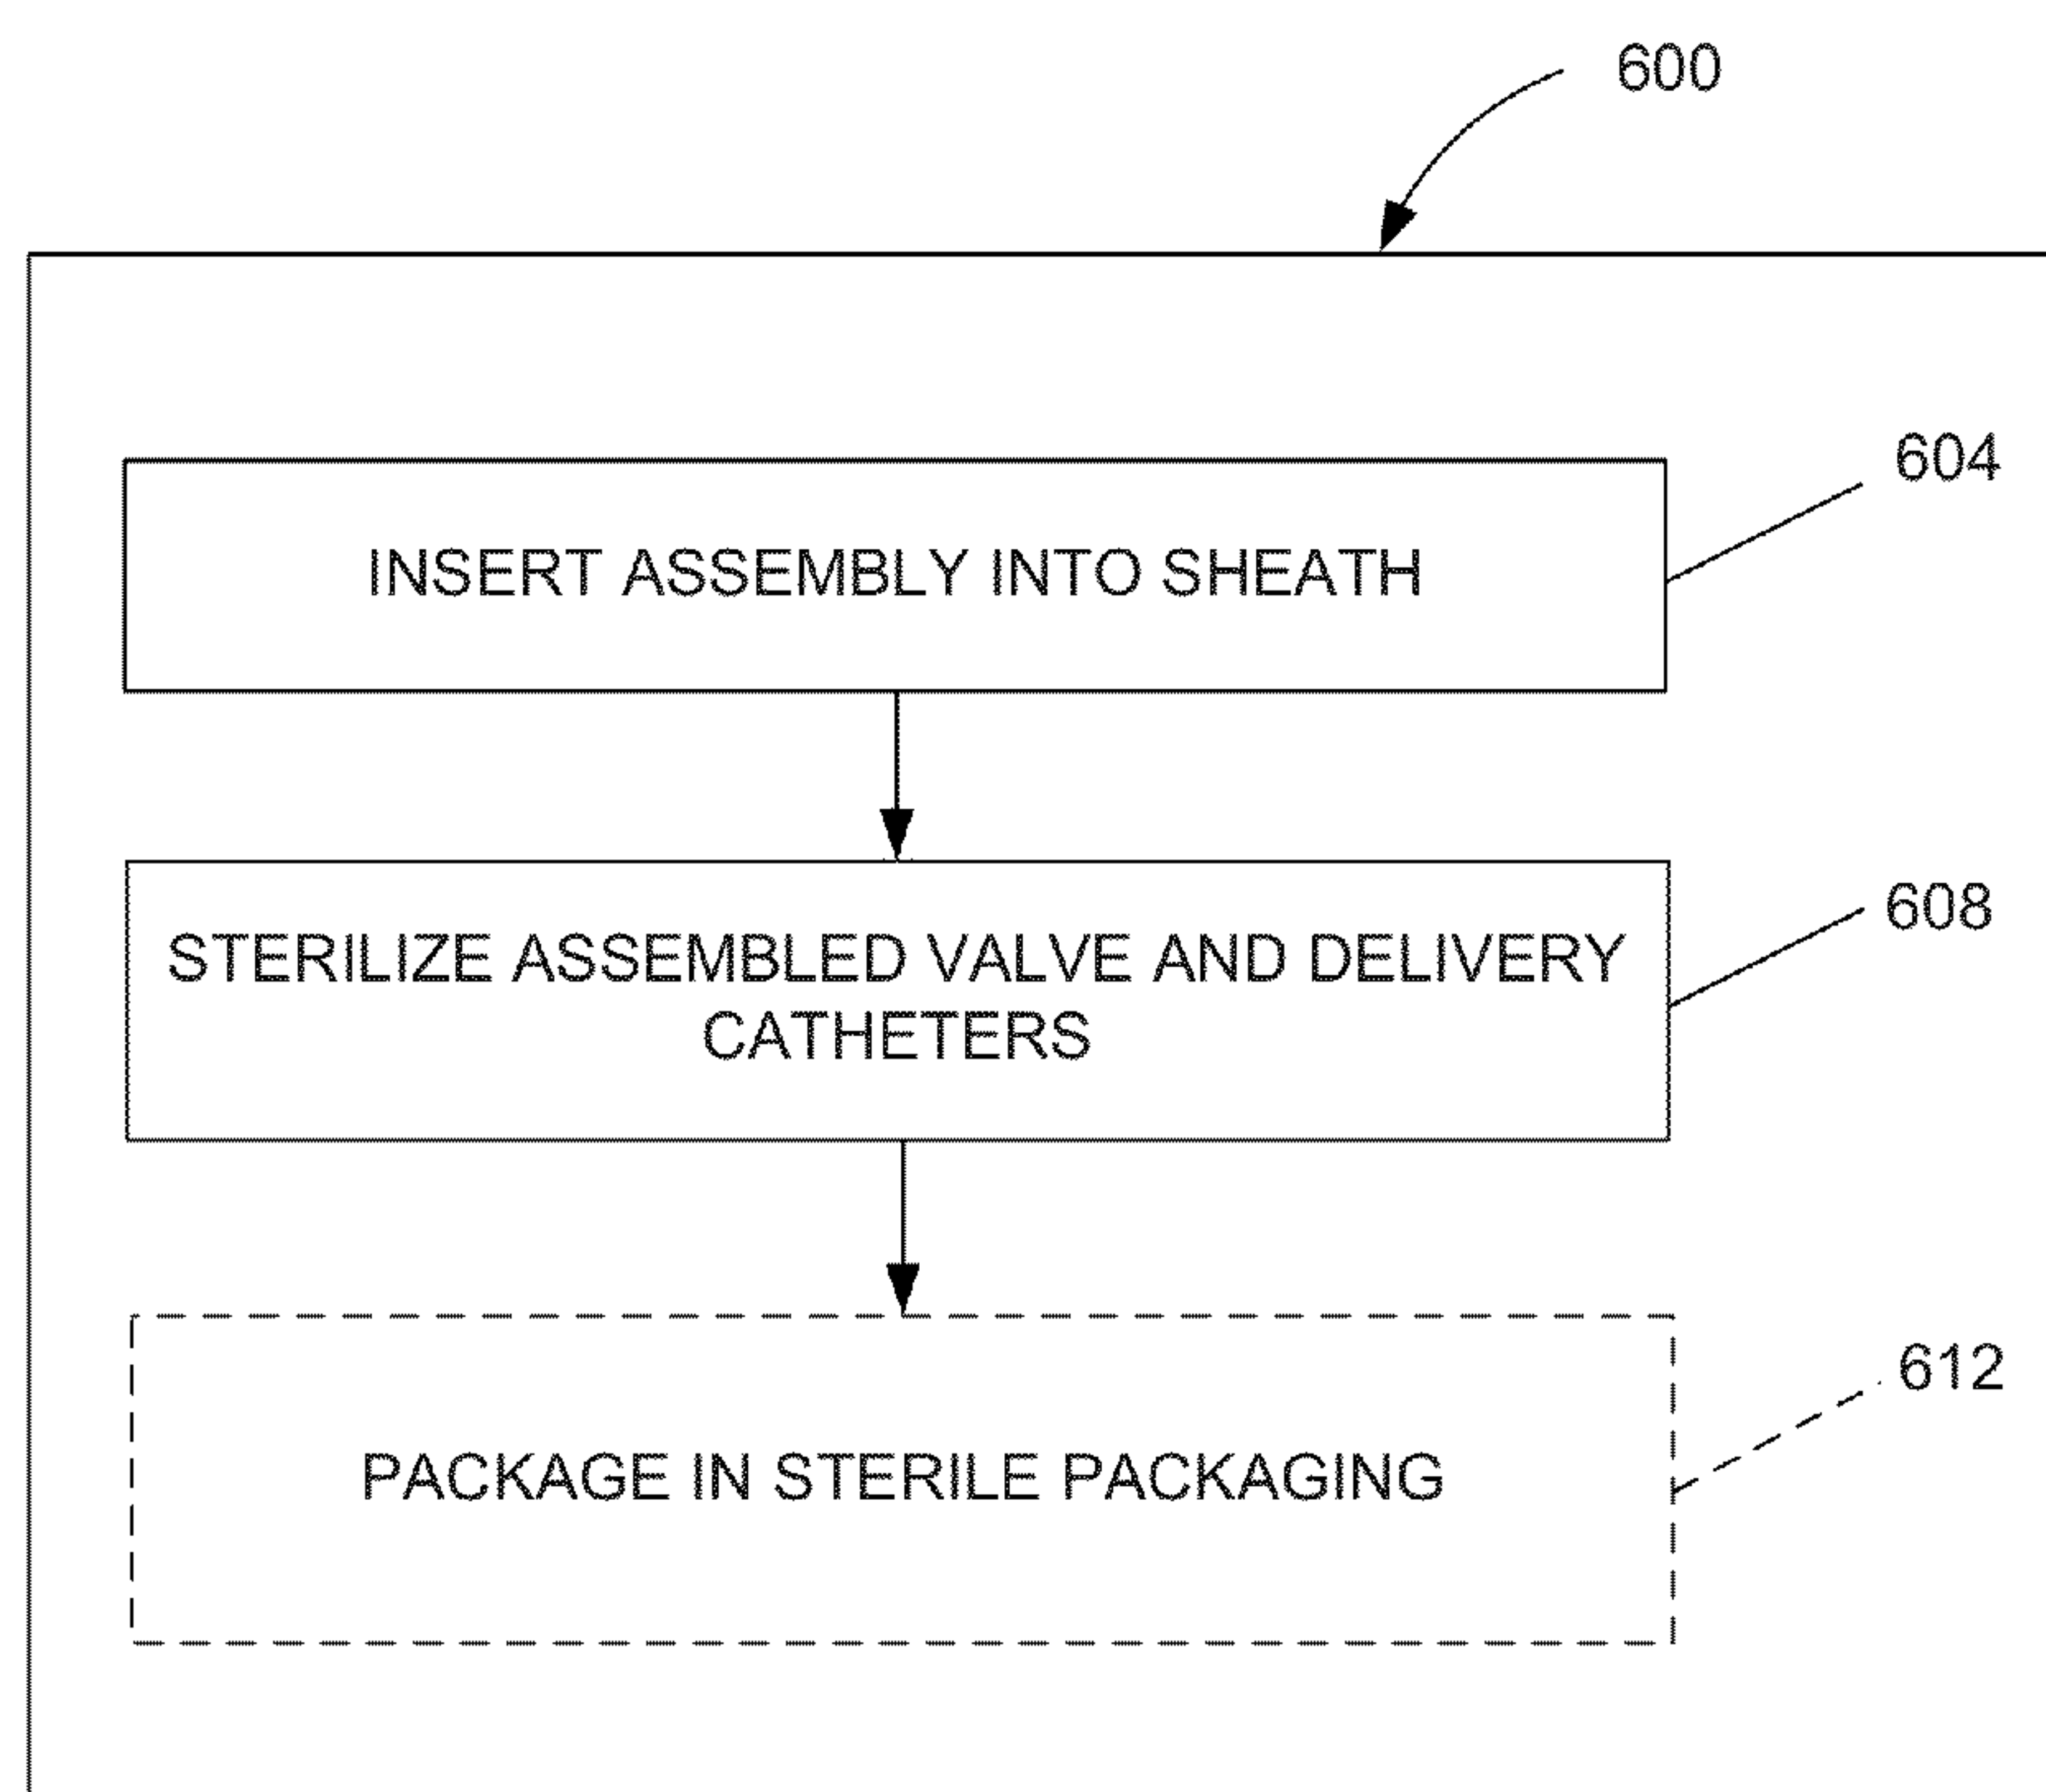 600
604
INSERT ASSEMBLY INTO SHEATH
608
STERILIZE ASSEMBLED VALVE AND DELIVERY
CATHETERS
612
PACKAGE IN STERILE PACKAGING